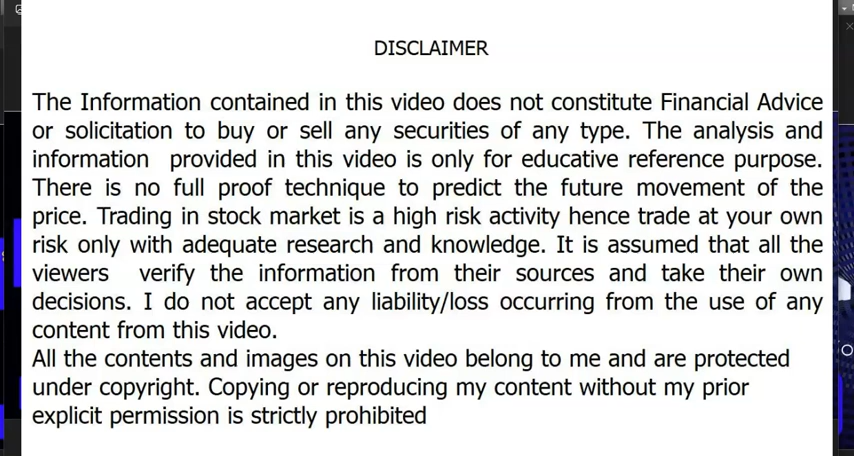 DISCLAIMER
The Information contained in this video does not constitute Financial Advice
or solicitation to buy or sell any securities of any type. The analysis and
information provided in this video is only for educative reference purpose.
There is no full proof technique to predict the future movement of the
price. Trading in stock market is a high risk activity hence trade at your own
risk only with adequate research and knowledge. It is assumed that all the
viewers verify the information from their sources and take their own
decisions. I do not accept any liability/loss occurring from the use of any
content from this video.
All the contents and images on this video belong to me and are protected
under copyright. Copying or reproducing my content without my prior
explicit permission is strictly prohibited